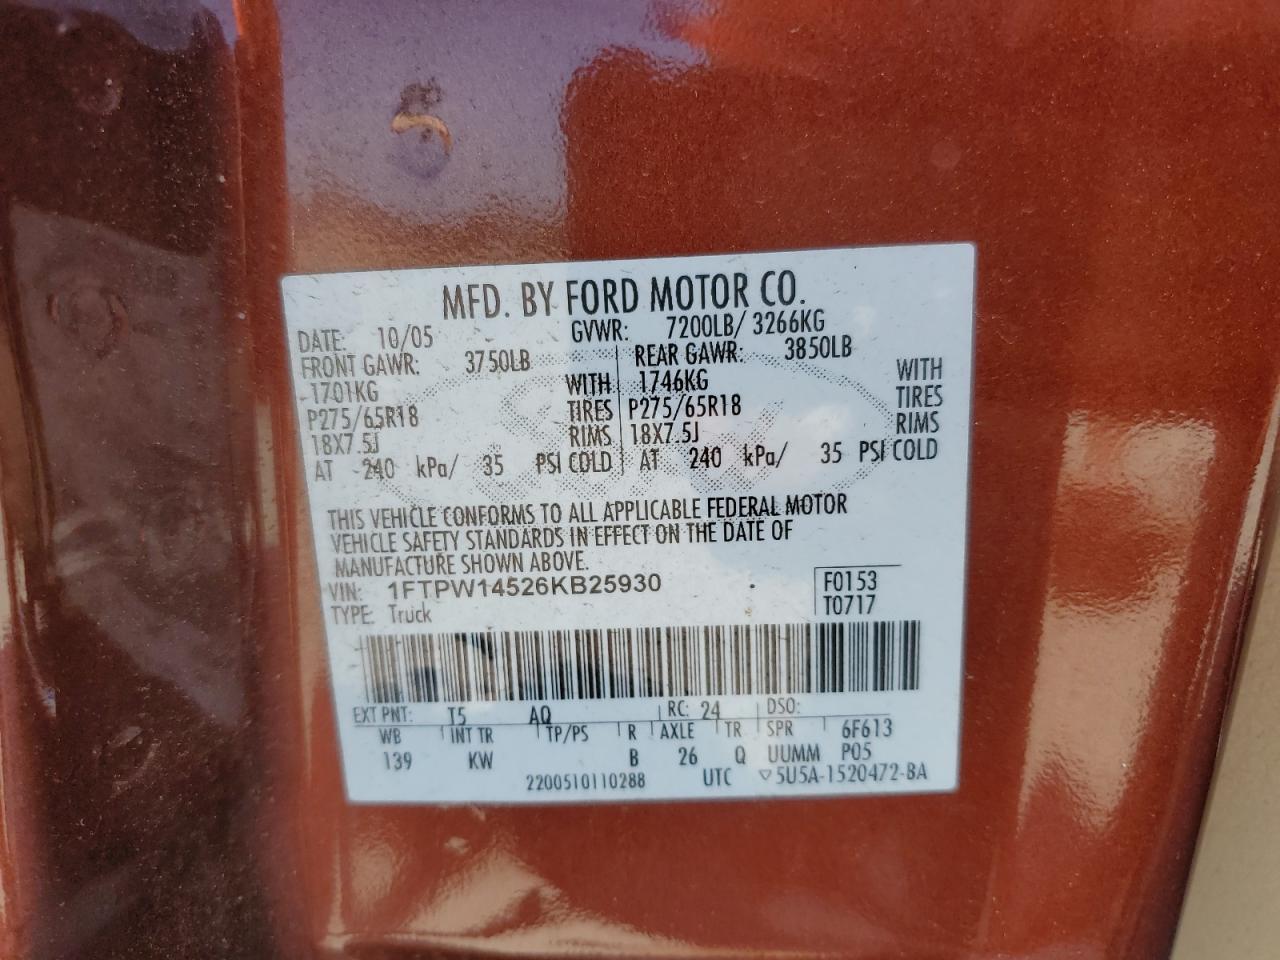 MFD. BY FORD MOTOR CO.
DATE: 10/05 GVWR: 7200LB/ 3266KG
FRONT GAWR: 3750LB REAR GAWR: 3850LB
1701KG WITH 1746KG WITH
P275/65R18 TIRES P275/65R18 TIRES
18X7.5J RIMS 18X7.5J RIMS
AT 240 kPa/ 35 PSI COLD AT 240 kPa/ 35 PSI COLD
THIS VEHICLE CONFORMS TO ALL APPLICABLE FEDERAL MOTOR
VEHICLE SAFETY STANDARDS IN EFFECT ON THE DATE OF
MANUFACTURE SHOWN ABOVE.
VIN: 1FTPW14526KB25930 F0153
TYPE: Truck T0717
EXT PNT: T5 AQ RC: 24 DSO:
WB INT TR TP/PS R AXLE TR SPR 6F613
139 KW B 26 Q UUMM P05
2200510110288 UTC ▽5U5A-1520472-BA